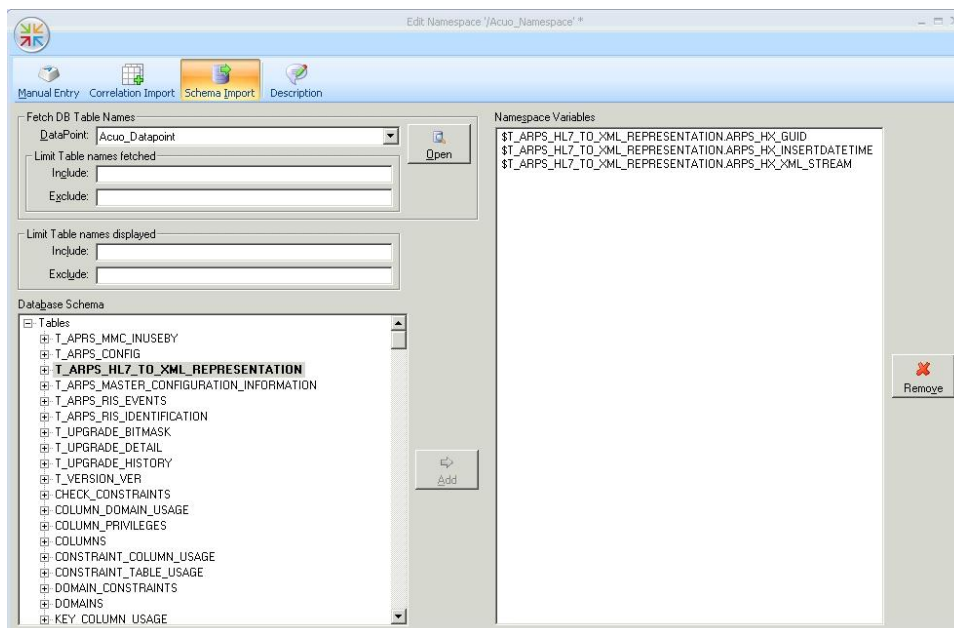 Edit Namespace '/Acuo_Namespace' *
Manual Entry
Correlation Import
Schema Import
Description
Fetch DB Table Names
DataPoint:
Acuo_Datapoint
Open
Limit Table names fetched
Include:
Exclude:
Limit Table names displayed
Include:
Exclude:
Database Schema
Tables
T_APRS_MMC_INUSEBY
T_ARPS_CONFIG
T_ARPS_HL7_TO_XML_REPRESENTATION
T_ARPS_MASTER_CONFIGURATION_INFORMATION
T_ARPS_RIS_EVENTS
T_ARPS_RIS_IDENTIFICATION
T_UPGRADE_BITMASK
T_UPGRADE_DETAIL
T_UPGRADE_HISTORY
T_VERSION_VER
CHECK_CONSTRAINTS
COLUMN_DOMAIN_USAGE
COLUMN_PRIVILEGES
COLUMNS
CONSTRAINT_COLUMN_USAGE
CONSTRAINT_TABLE_USAGE
DOMAIN_CONSTRAINTS
DOMAINS
KEY_COLUMN_USAGE
Add
Namespace Variables
$T_ARPS_HL7_TO_XML_REPRESENTATION.ARPS_HX_GUID
$T_ARPS_HL7_TO_XML_REPRESENTATION.ARPS_HX_INSERTDATETIME
$T_ARPS_HL7_TO_XML_REPRESENTATION.ARPS_HX_XML_STREAM
Remove